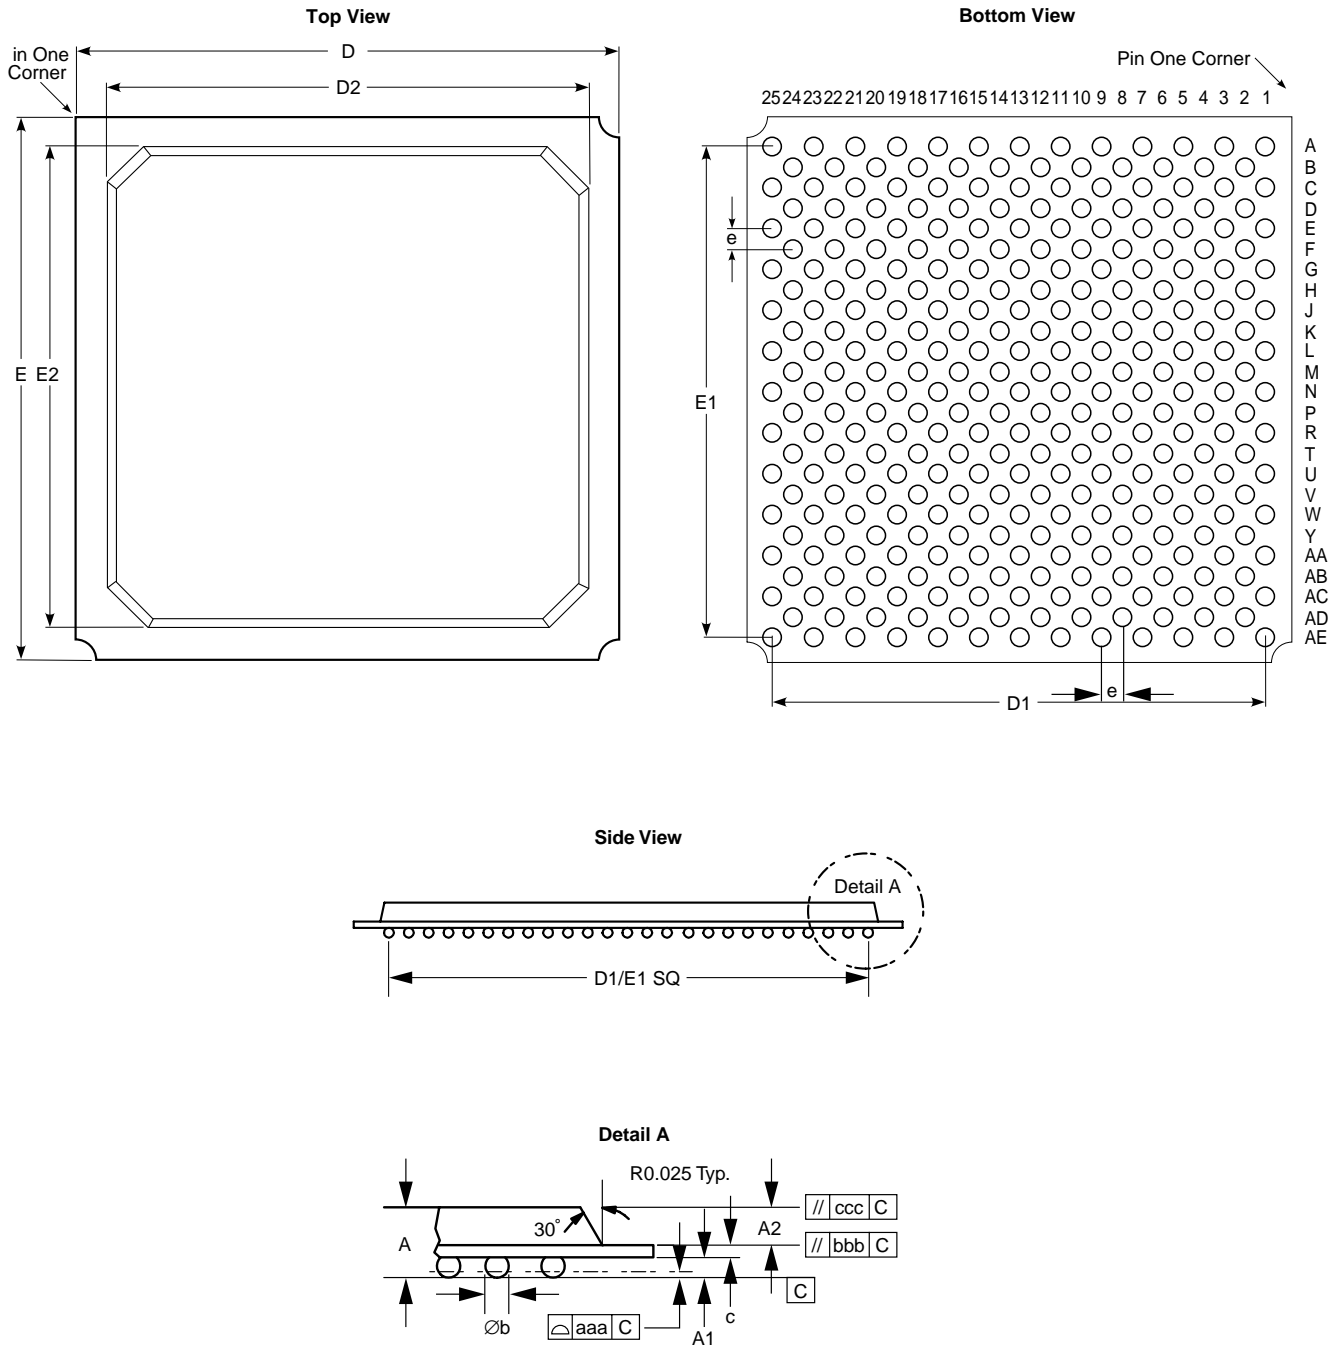 Top View
Bottom View
in One
Corner
D
D2
Pin One Corner
25 24 23 22 21 20 19 18 17 16 15 14 13 12 11 10 9 8 7 6 5 4 3 2 1
A
B
C
D
E
F
G
H
J
K
L
M
N
P
R
T
U
V
W
Y
AA
AB
AC
AD
AE
e
E E2
E1
e
D1
Side View
Detail A
D1/E1 SQ
Detail A
R0.025 Typ.
// ccc C
30°
A
A2
// bbb C
C
c
∅b
⌓ aaa C
A1